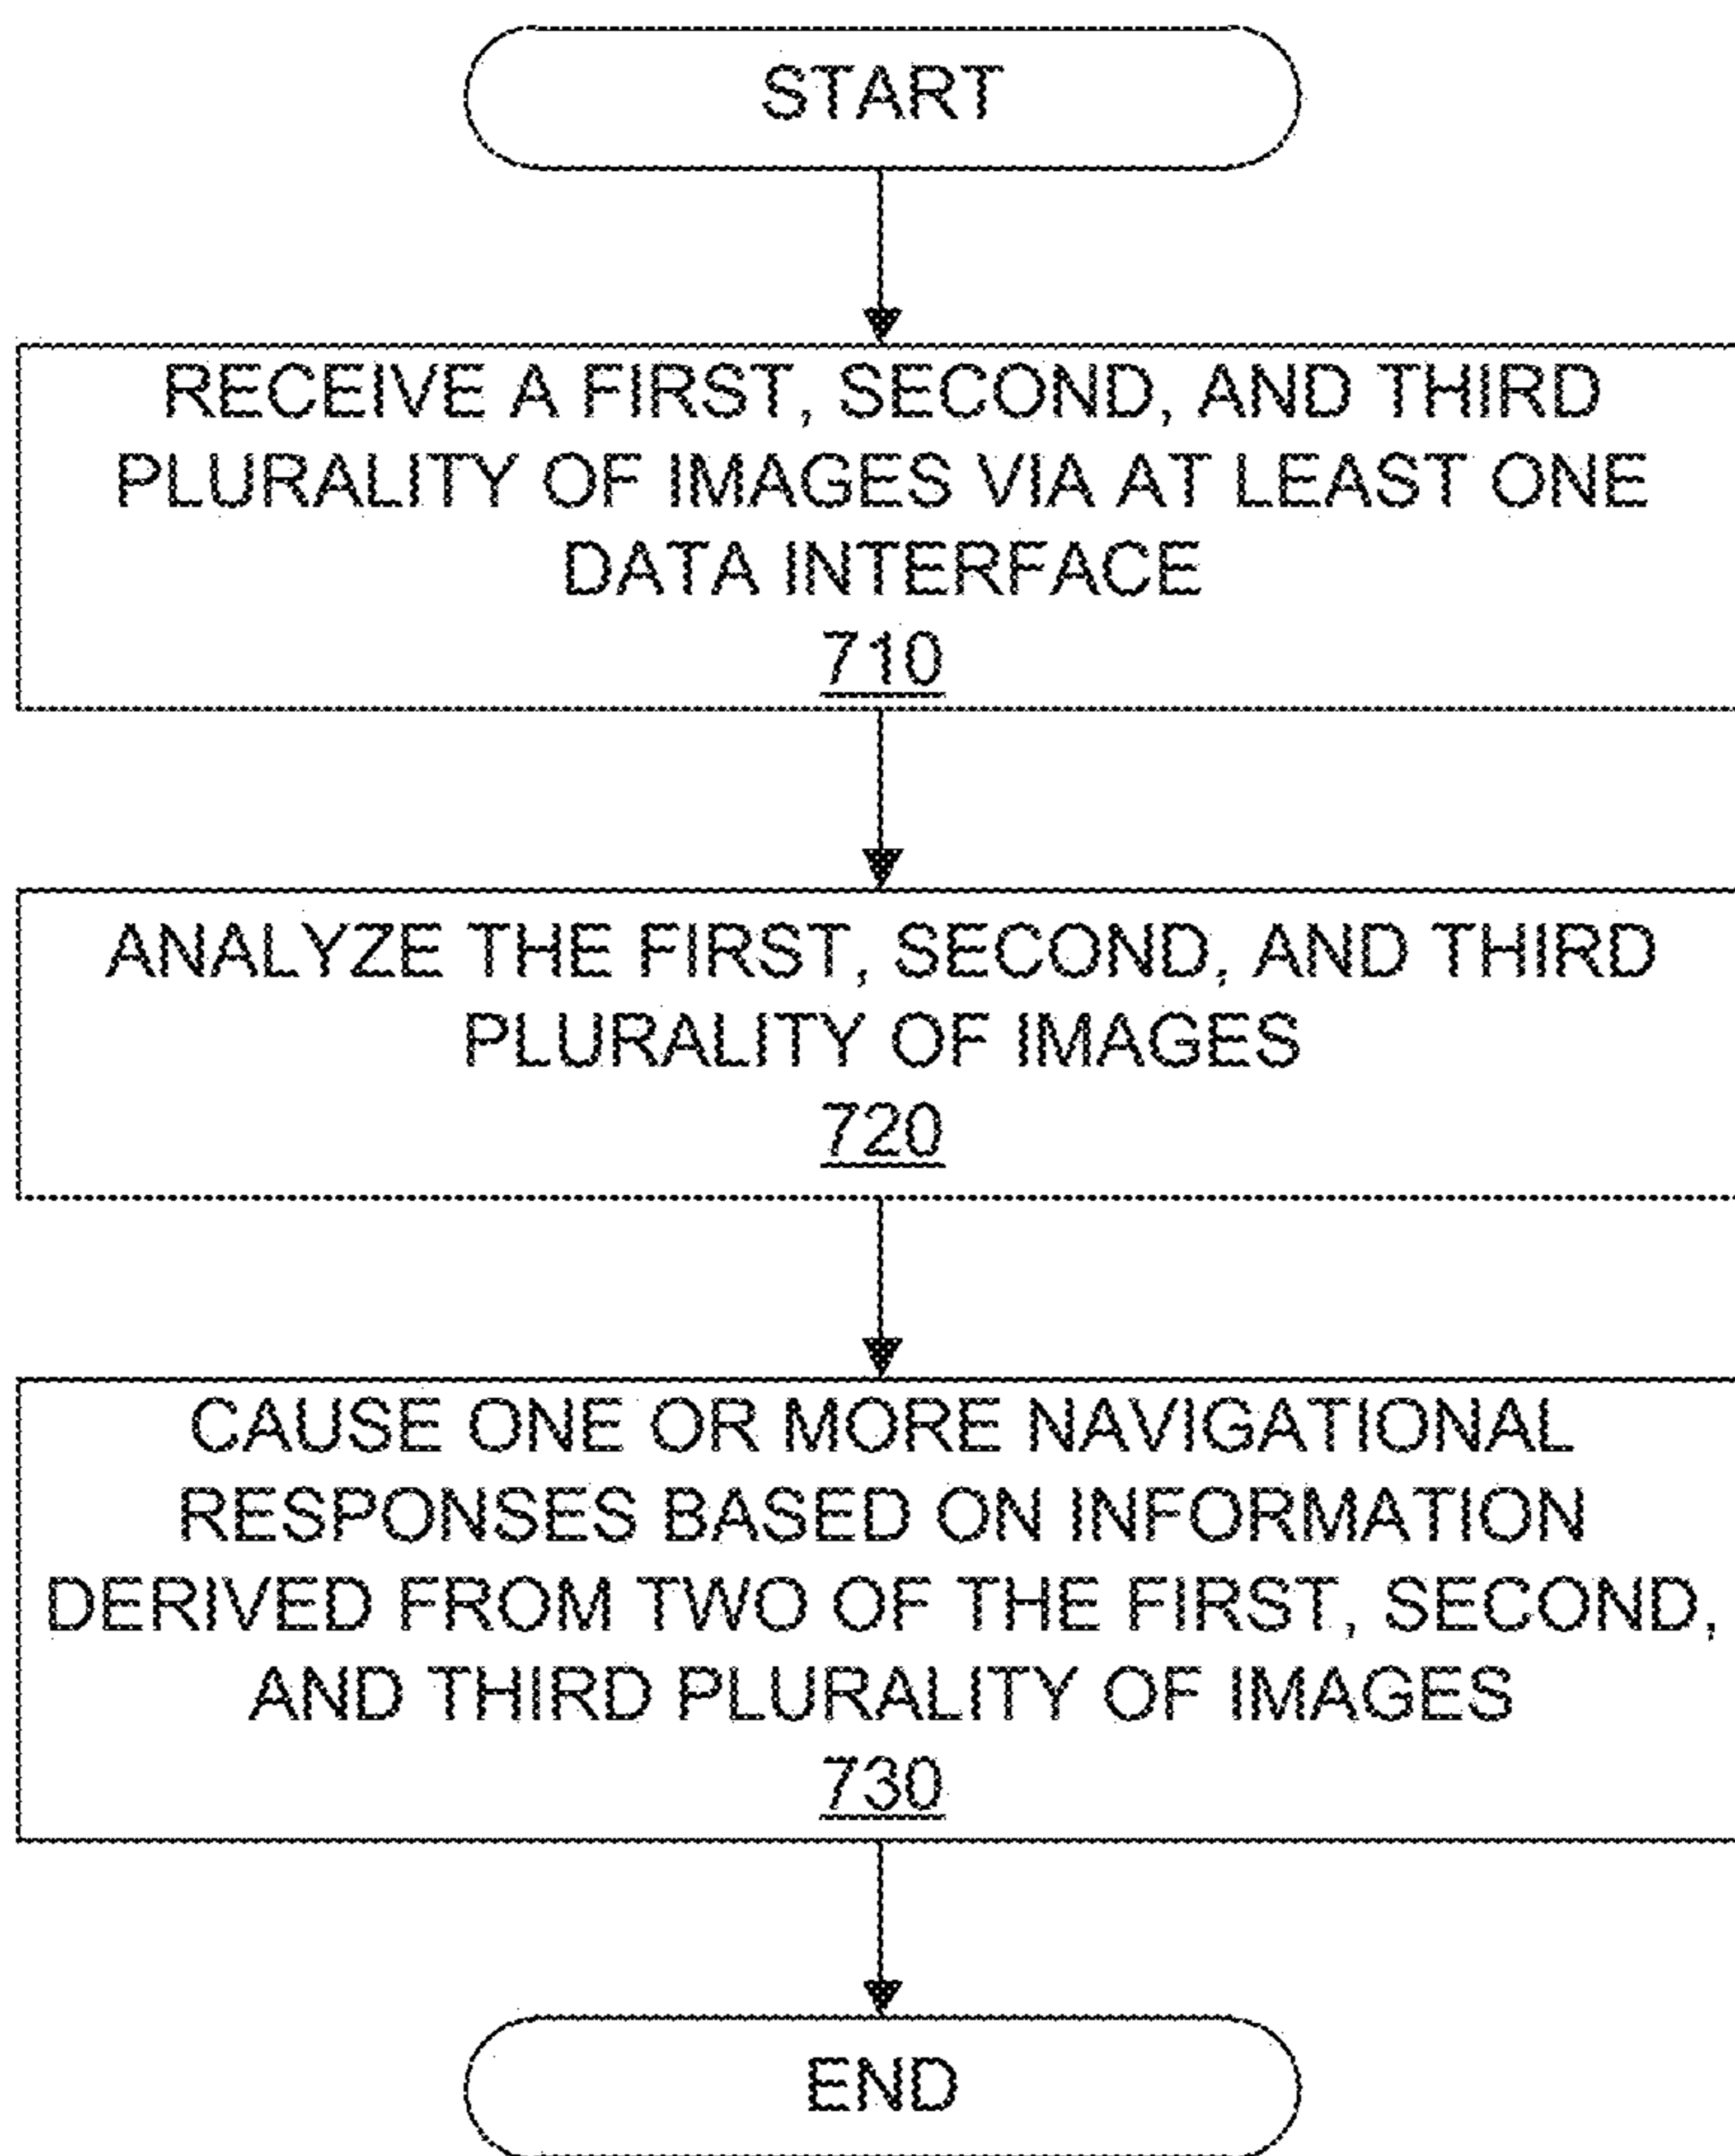 START
RECEIVE A FIRST, SECOND, AND THIRD
PLURALITY OF IMAGES VIA AT LEAST ONE
DATA INTERFACE
710
ANALYZE THE FIRST, SECOND, AND THIRD
PLURALITY OF IMAGES
720
CAUSE ONE OR MORE NAVIGATIONAL
RESPONSES BASED ON INFORMATION
DERIVED FROM TWO OF THE FIRST, SECOND,
AND THIRD PLURALITY OF IMAGES
730
END